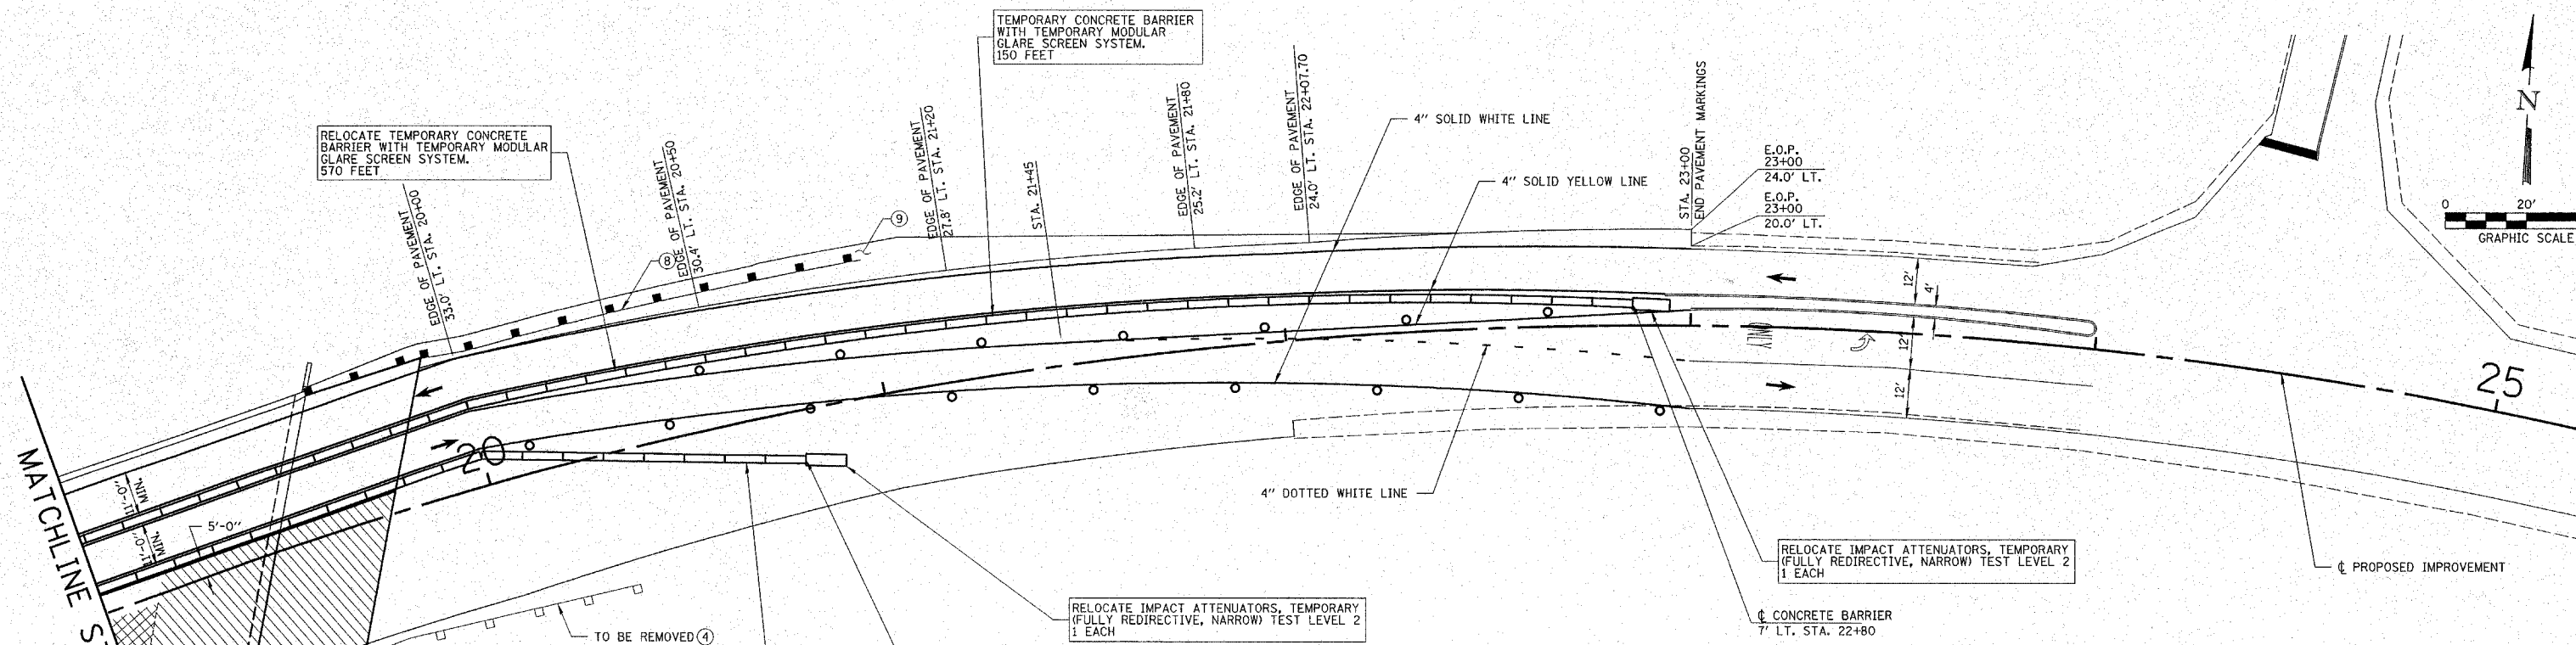 TEMPORARY CONCRETE BARRIER
WITH TEMPORARY MODULAR
GLARE SCREEN SYSTEM.
150 FEET
RELOCATE TEMPORARY CONCRETE
BARRIER WITH TEMPORARY MODULAR
GLARE SCREEN SYSTEM.
570 FEET
EDGE OF PAVEMENT
33.0' LT. STA. 20+00
EDGE OF PAVEMENT
30.4' LT. STA. 20+50
8
9
EDGE OF PAVEMENT
27.8' LT. STA. 21+20
STA. 21+45
EDGE OF PAVEMENT
25.2' LT. STA. 21+80
EDGE OF PAVEMENT
24.0' LT. STA. 22+07.70
4" SOLID WHITE LINE
4" SOLID YELLOW LINE
STA. 23+00
END PAVEMENT MARKINGS
E.O.P.
23+00
24.0' LT.
E.O.P.
23+00
20.0' LT.
N
0
20'
GRAPHIC SCALE
12'
4'
12'
12'
ONLY
25
20
MATCHLINE
11'-0"
MIN.
11'-0"
MIN.
5'-0"
4" DOTTED WHITE LINE
TO BE REMOVED 4
RELOCATE IMPACT ATTENUATORS, TEMPORARY
(FULLY REDIRECTIVE, NARROW) TEST LEVEL 2
1 EACH
RELOCATE IMPACT ATTENUATORS, TEMPORARY
(FULLY REDIRECTIVE, NARROW) TEST LEVEL 2
1 EACH
℄ CONCRETE BARRIER
7' LT. STA. 22+80
℄ PROPOSED IMPROVEMENT